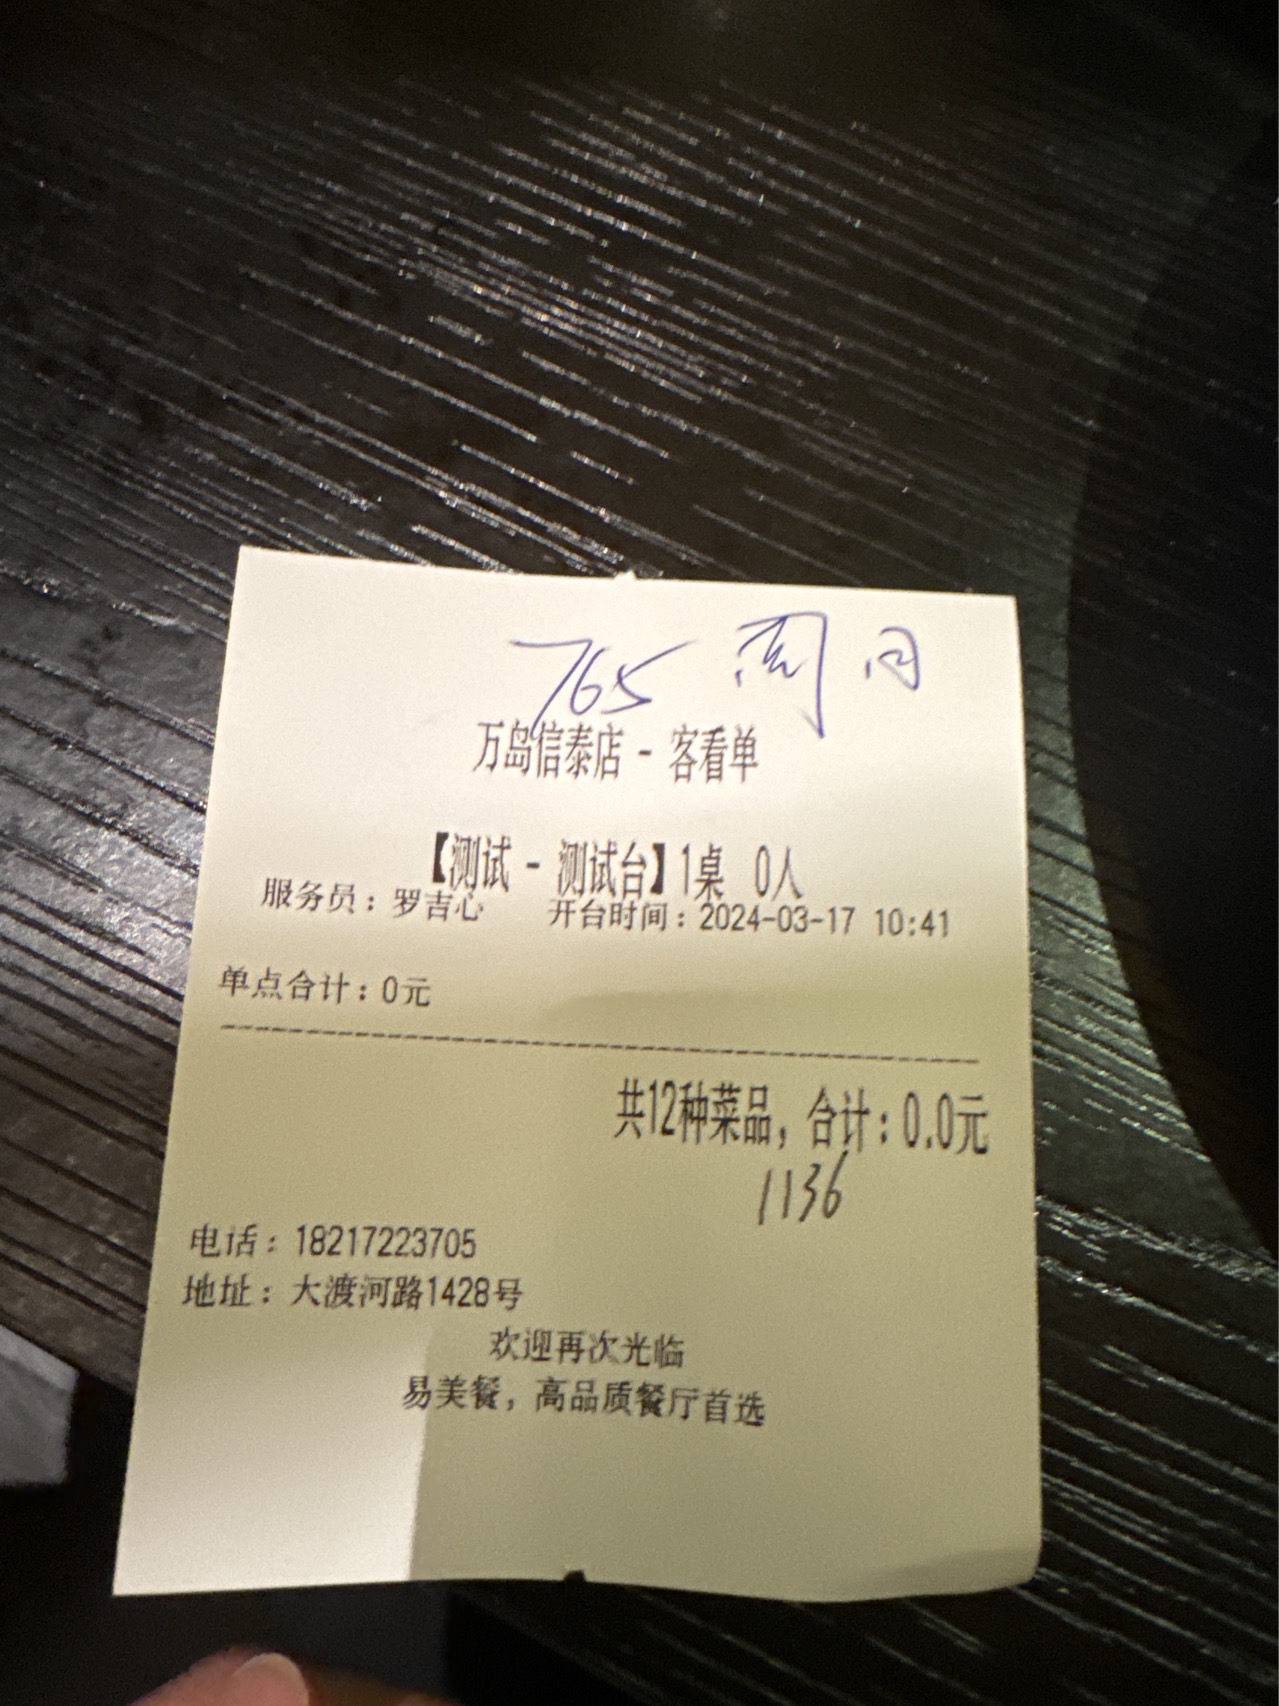 765
万岛信泰店 - 客看单
【测试 - 测试台】1桌 0人
服务员：罗吉心 开台时间：2024-03-17 10:41
单点合计：0元
共12种菜品，合计：0.0元
1136
电话：18217223705
地址：大渡河路1428号
欢迎再次光临
易美餐，高品质餐厅首选